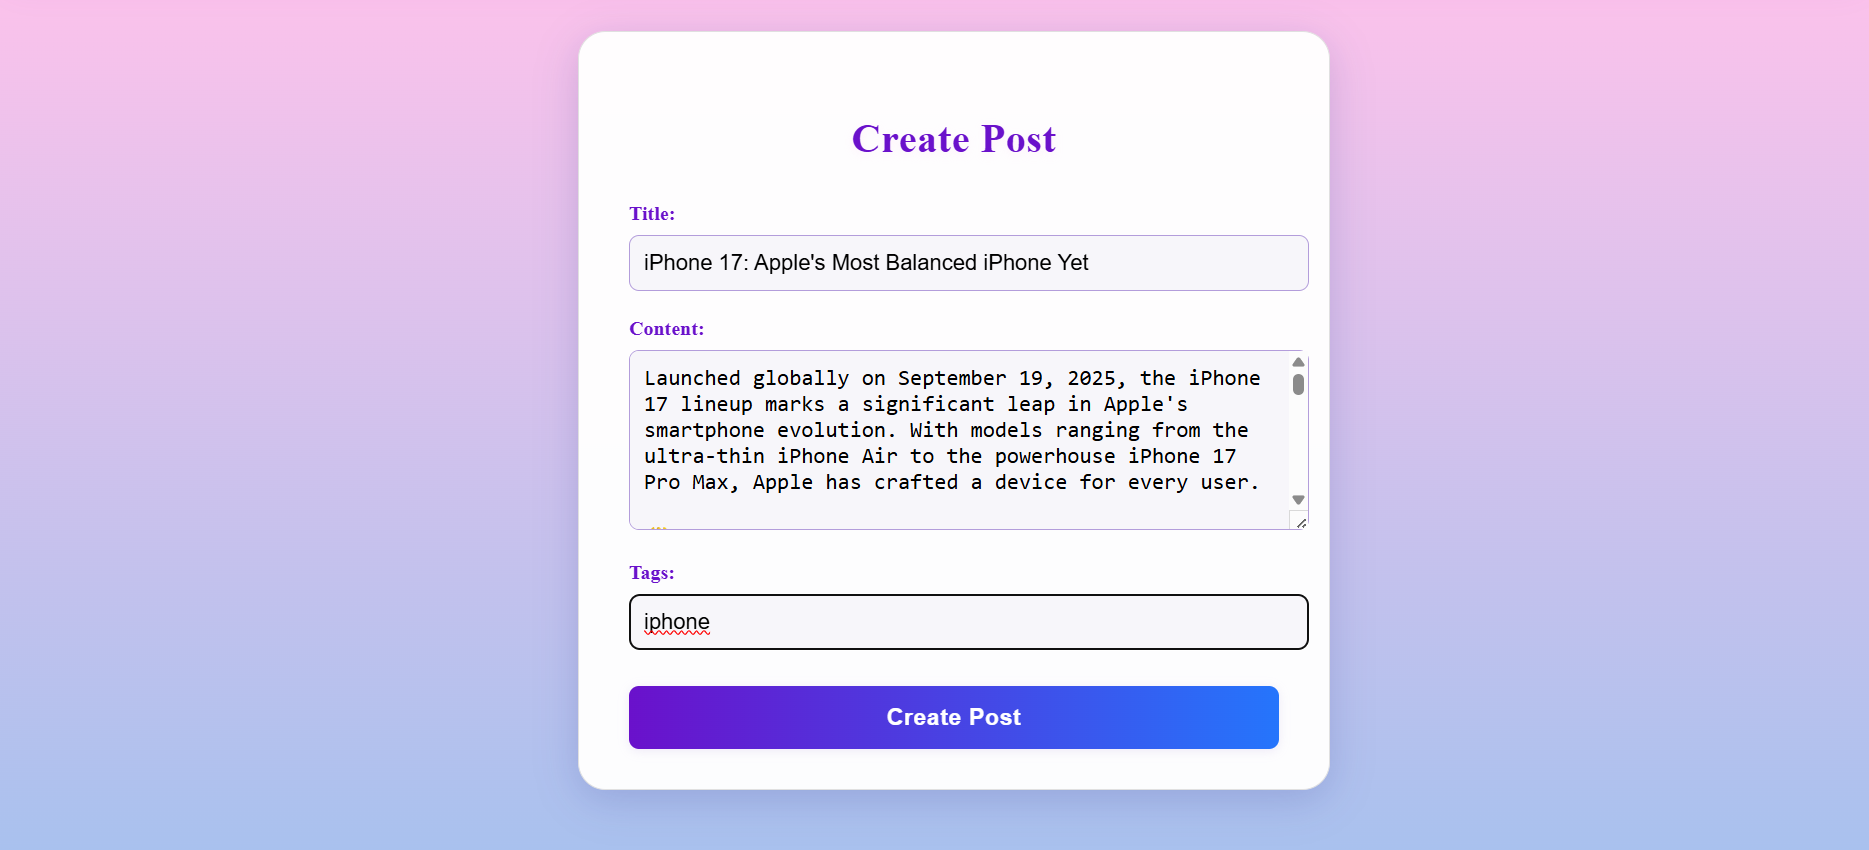 Create Post
Title:
iPhone 17: Apple's Most Balanced iPhone Yet
Content:
Launched globally on September 19, 2025, the iPhone
17 lineup marks a significant leap in Apple's
smartphone evolution. With models ranging from the
ultra-thin iPhone Air to the powerhouse iPhone 17
Pro Max, Apple has crafted a device for every user.
Tags:
iphone
Create Post